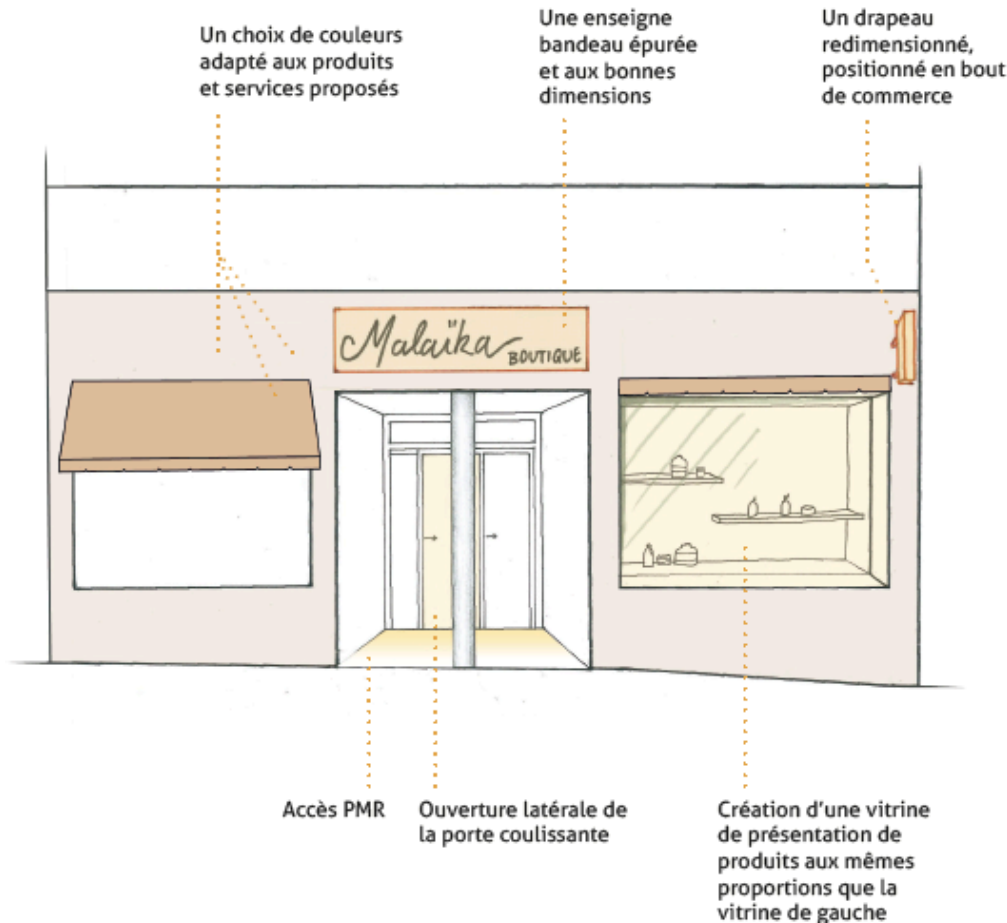 Un choix de couleurs
adapté aux produits
et services proposés
Une enseigne
bandeau épurée
et aux bonnes
dimensions
Un drapeau
redimensionné,
positionné en bout
de commerce
Malaïka BOUTIQUE
Accès PMR
Ouverture latérale de
la porte coulissante
Création d'une vitrine
de présentation de
produits aux mêmes
proportions que la
vitrine de gauche